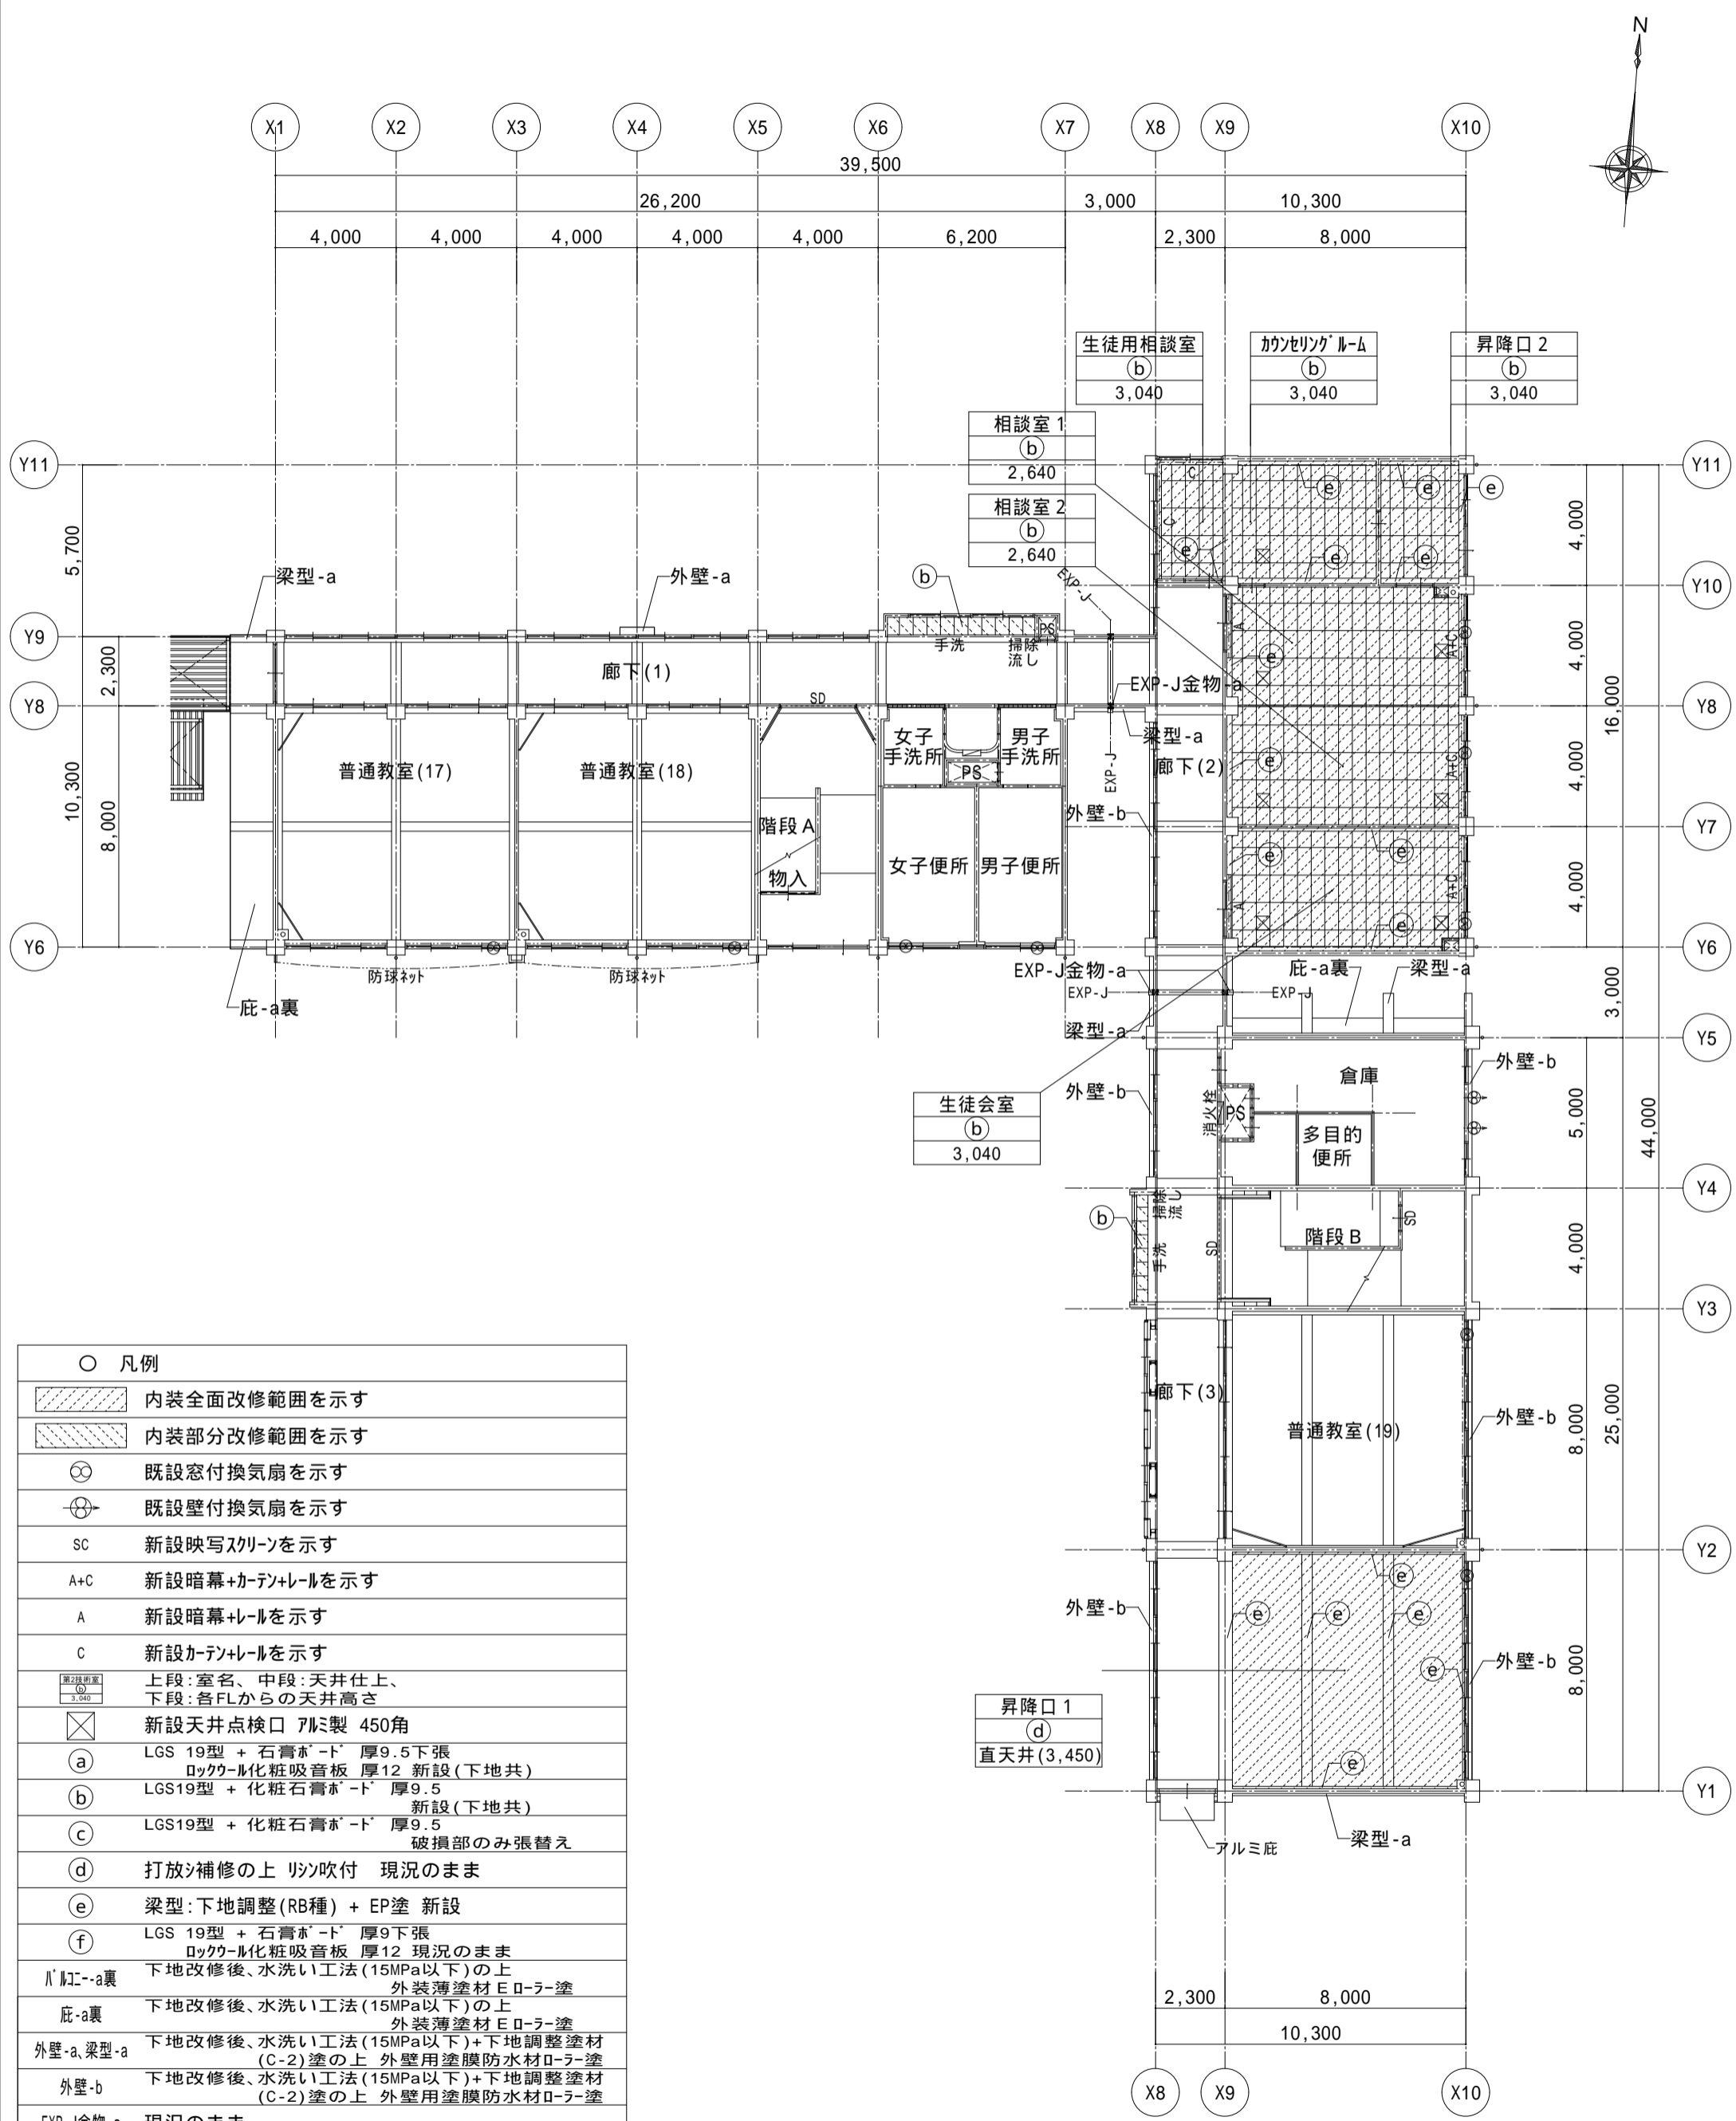 N
X1 X2 X3 X4 X5 X6 X7 X8 X9 X10
39,500
26,200 3,000 10,300
4,000 4,000 4,000 4,000 4,000 6,200 2,300 8,000
生徒用相談室
b
3,040
カウンセリングルーム
b
3,040
昇降口2
b
3,040
相談室1
b
2,640
相談室2
b
2,640
Y11
5,700
Y9
2,300
Y8
10,300
8,000
Y6
梁型-a
外壁-a
b
EXP-J
手洗
掃除
流し
PS
廊下(1)
SD
EXP-J金物-a
梁型-a
EXP-J
普通教室(17)
普通教室(18)
階段A
物入
女子
手洗所
男子
手洗所
PS
女子便所
男子便所
防球ネット
防球ネット
庇-a裏
廊下(2)
外壁-b
C
C
e
e
e
e
e
e
e
A
e
A+C
e
A+C
e
e
A
A+C
e
Y11
4,000
Y10
4,000
Y8
16,000
4,000
Y7
4,000
Y6
3,000
Y5
5,000
44,000
Y4
4,000
Y3
8,000
25,000
Y2
8,000
Y1
EXP-J金物-a
EXP-J
EXP-J
庇-a裏
梁型-a
梁型-a
外壁-b
外壁-b
倉庫
消火栓
PS
多目的
便所
生徒会室
b
3,040
b
掃除
流し
手洗
SD
階段B
SD
廊下(3)
普通教室(19)
外壁-b
e
e
e
e
e
e
外壁-b
外壁-b
昇降口1
d
直天井(3,450)
アルミ庇
梁型-a
2,300 8,000
10,300
X8 X9 X10
○ 凡例
内装全面改修範囲を示す
内装部分改修範囲を示す
既設窓付換気扇を示す
既設壁付換気扇を示す
SC 新設映写スクリーンを示す
A+C 新設暗幕+カーテン+レールを示す
A 新設暗幕+レールを示す
C 新設カーテン+レールを示す
第2技術室
b
3,040
上段:室名、中段:天井仕上、
下段:各FLからの天井高さ
新設天井点検口 アルミ製 450角
a LGS 19型 + 石膏ボード 厚9.5下張
ロックウール化粧吸音板 厚12 新設(下地共)
b LGS19型 + 化粧石膏ボード 厚9.5
新設(下地共)
c LGS19型 + 化粧石膏ボード 厚9.5
破損部のみ張替え
d 打放シ補修の上 リシン吹付 現況のまま
e 梁型:下地調整(RB種) + EP塗 新設
f LGS 19型 + 石膏ボード 厚9下張
ロックウール化粧吸音板 厚12 現況のまま
バルコニー-a裏 下地改修後、水洗い工法(15MPa以下)の上
外装薄塗材Eローラー塗
庇-a裏 下地改修後、水洗い工法(15MPa以下)の上
外装薄塗材Eローラー塗
外壁-a、梁型-a 下地改修後、水洗い工法(15MPa以下)+下地調整塗材
(C-2)塗の上 外壁用塗膜防水材ローラー塗
外壁-b 下地改修後、水洗い工法(15MPa以下)+下地調整塗材
(C-2)塗の上 外壁用塗膜防水材ローラー塗